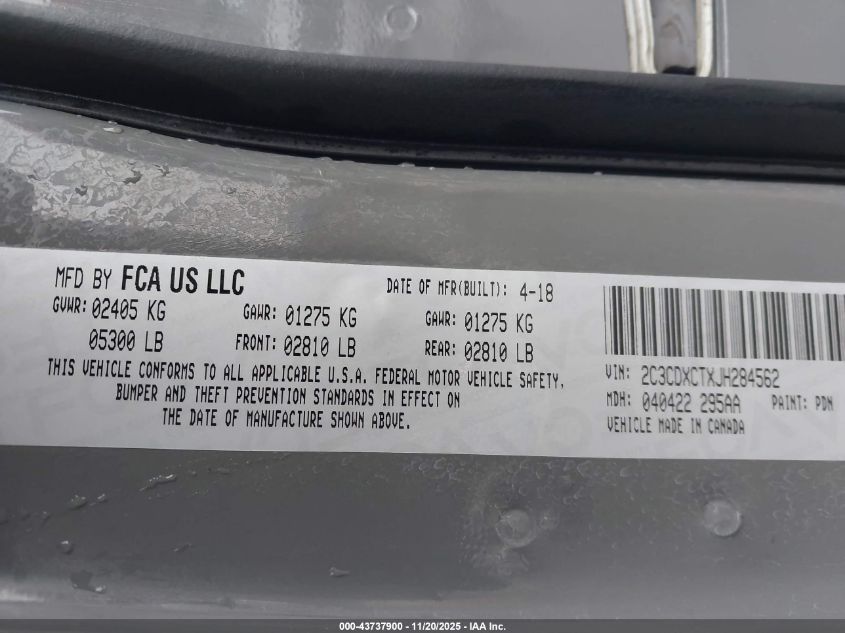 MFD BY FCA US LLC
DATE OF MFR(BUILT): 4-18
GVWR: 02405 KG
GAWR: 01275 KG
GAWR: 01275 KG
05300 LB
FRONT: 02810 LB
REAR: 02810 LB
THIS VEHICLE CONFORMS TO ALL APPLICABLE U.S.A. FEDERAL MOTOR VEHICLE SAFETY,
BUMPER AND THEFT PREVENTION STANDARDS IN EFFECT ON
THE DATE OF MANUFACTURE SHOWN ABOVE.
VIN: 2C3CDXCTXJH284562
MDH: 040422 295AA
PAINT: PDN
VEHICLE MADE IN CANADA
000-43737900 - 11/20/2025 - IAA Inc.